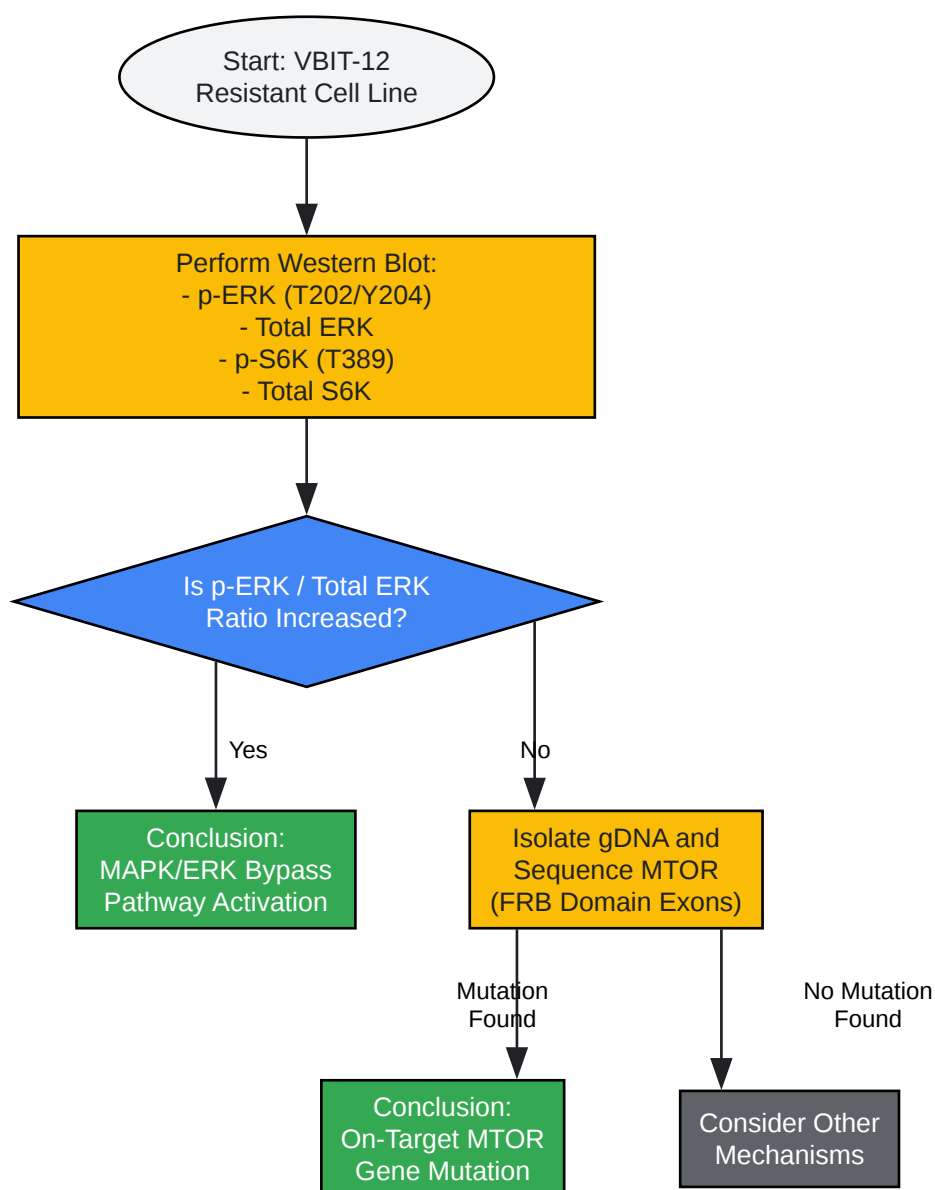 Start: VBIT-12
Resistant Cell Line
Perform Western Blot:
- p-ERK (T202/Y204)
- Total ERK
- p-S6K (T389)
- Total S6K
Is p-ERK / Total ERK
Ratio Increased?
Yes
No
Conclusion:
MAPK/ERK Bypass
Pathway Activation
Isolate gDNA and
Sequence MTOR
(FRB Domain Exons)
Mutation
Found
No Mutation
Found
Conclusion:
On-Target MTOR
Gene Mutation
Consider Other
Mechanisms